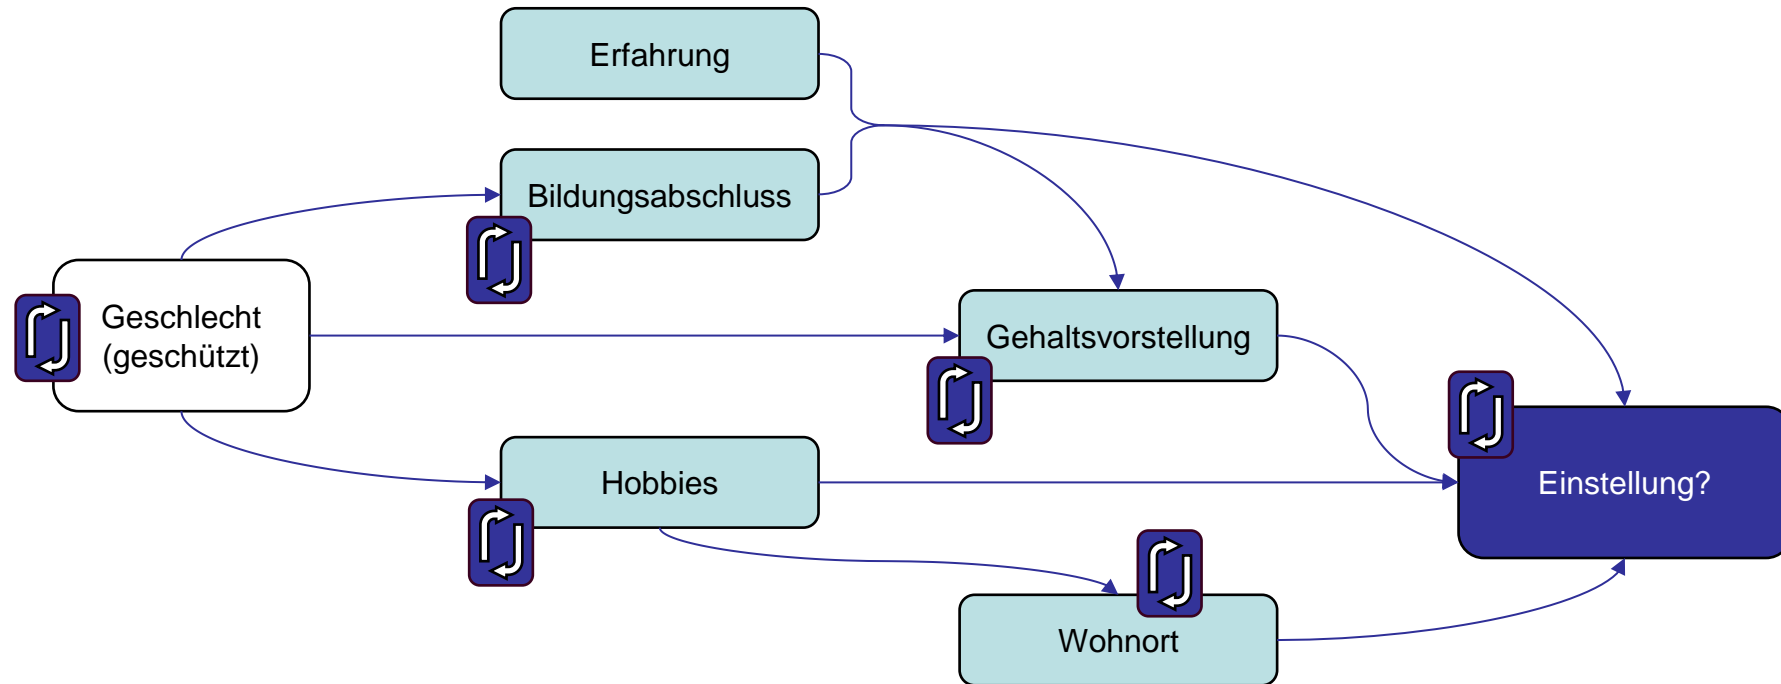 Erfahrung
Bildungsabschluss
Geschlecht
(geschützt)
Gehaltsvorstellung
Hobbies
Einstellung?
Wohnort